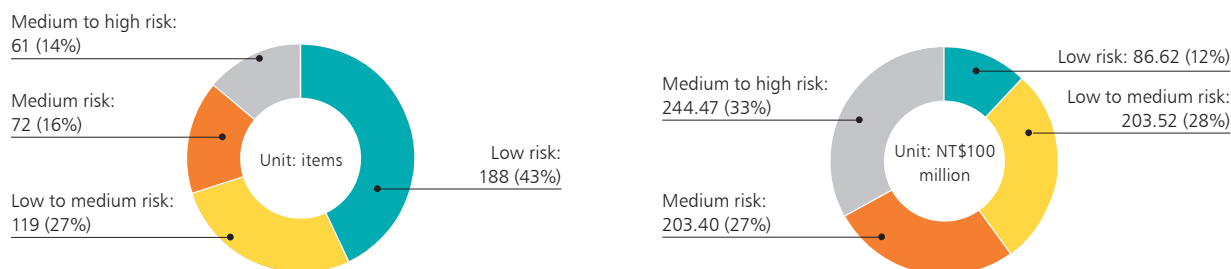 Medium to high risk:
61 (14%)
Medium risk:
72 (16%)
Low to medium risk:
119 (27%)
Unit: items
Low risk:
188 (43%)
Medium to high risk:
244.47 (33%)
Medium risk:
203.40 (27%)
Unit: NT$100
million
Low risk: 86.62 (12%)
Low to medium risk:
203.52 (28%)